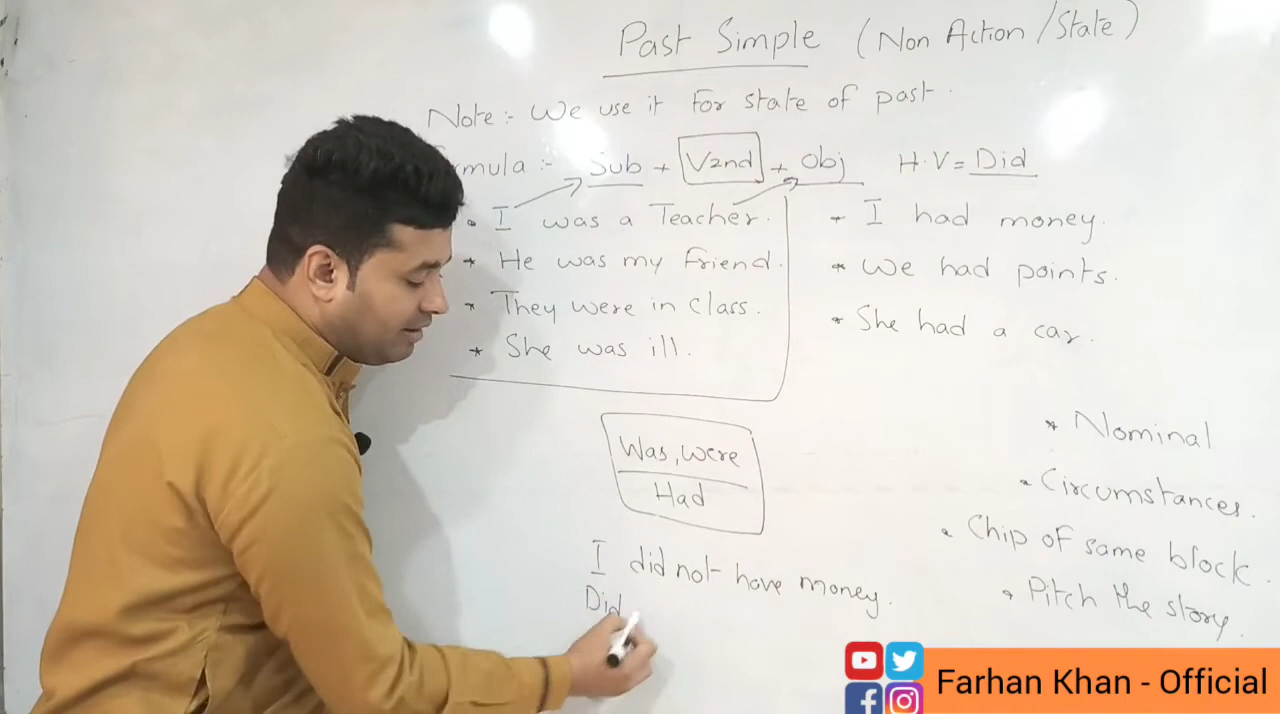 Past Simple (Non Action/State)
Note :- We use it for state of past.
rmula :- Sub + V2nd + Obj H.V = Did
• I was a Teacher.
* He was my friend.
* They were in class.
* She was ill.
* I had money.
* We had points.
* She had a car.
Was, were
Had
I did not have money.
Did
* Nominal
• Circumstances.
• Chip of same block.
• Pitch the story.
Farhan Khan - Official